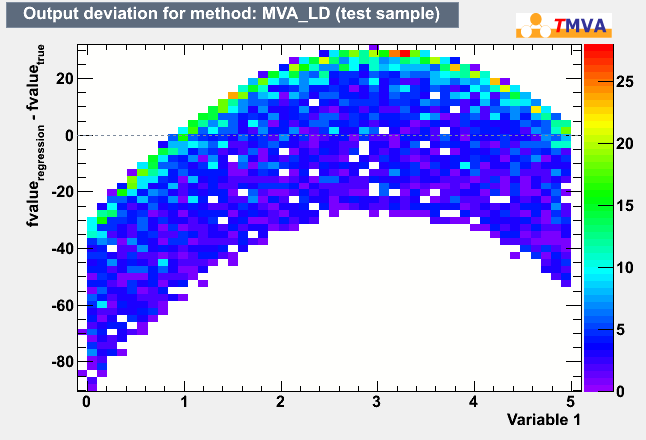 Output deviation for method: MVA_LD (test sample)
TMVA
fvalue_regression - fvalue_true
20
0
-20
-40
-60
-80
0 1 2 3 4 5
Variable 1
25
20
15
10
5
0